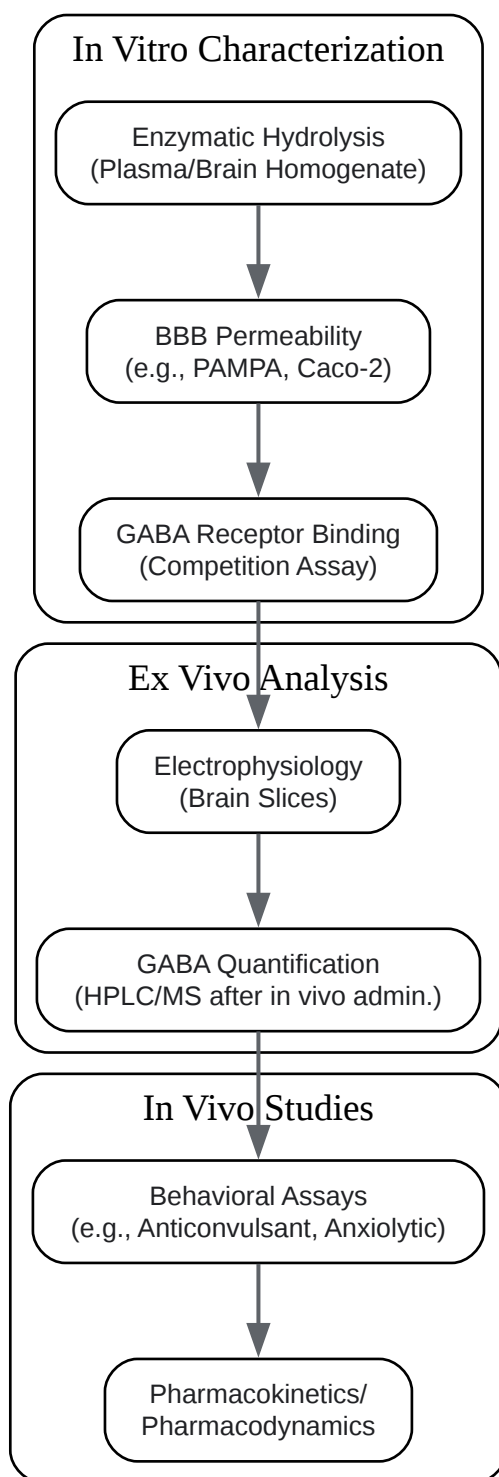 In Vitro Characterization
Enzymatic Hydrolysis
(Plasma/Brain Homogenate)
BBB Permeability
(e.g., PAMPA, Caco-2)
GABA Receptor Binding
(Competition Assay)
Ex Vivo Analysis
Electrophysiology
(Brain Slices)
GABA Quantification
(HPLC/MS after in vivo admin.)
In Vivo Studies
Behavioral Assays
(e.g., Anticonvulsant, Anxiolytic)
Pharmacokinetics/
Pharmacodynamics